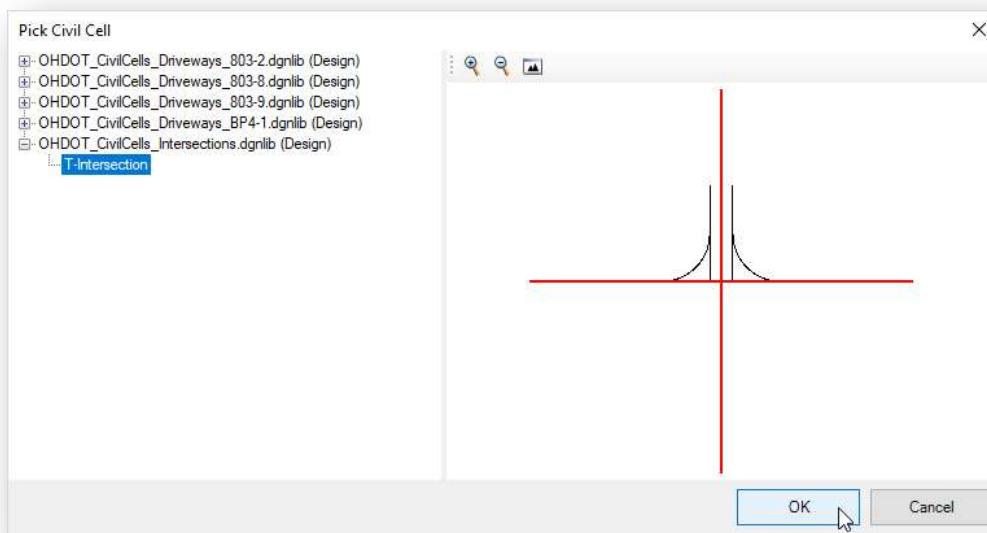 Pick Civil Cell
OHDOT_CivilCells_Driveways_803-2.dgnlib (Design)
OHDOT_CivilCells_Driveways_803-8.dgnlib (Design)
OHDOT_CivilCells_Driveways_803-9.dgnlib (Design)
OHDOT_CivilCells_Driveways_BP4-1.dgnlib (Design)
OHDOT_CivilCells_Intersections.dgnlib (Design)
T-Intersection
OK
Cancel